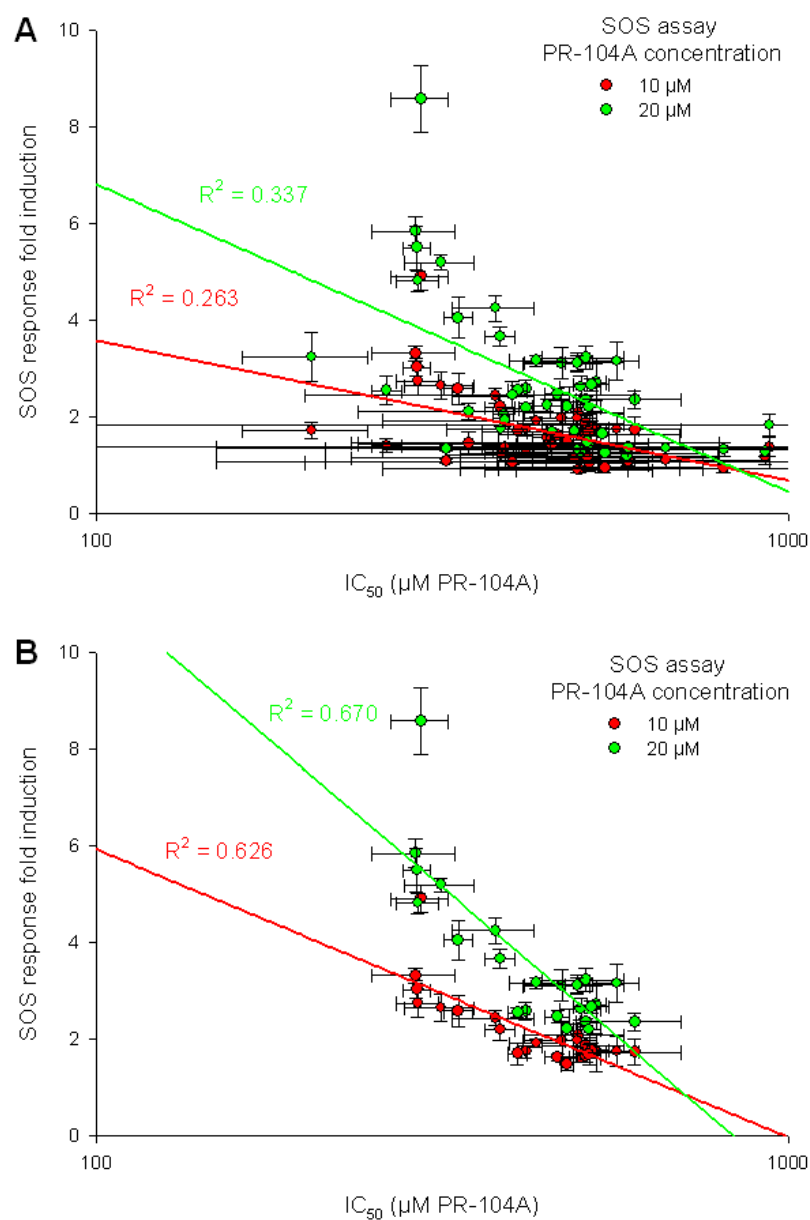 A
SOS assay
PR-104A concentration
10 µM
20 µM
10
8
6
4
2
0
SOS response fold induction
R² = 0.337
R² = 0.263
100
1000
IC₅₀ (µM PR-104A)
B
SOS assay
PR-104A concentration
10 µM
20 µM
10
8
6
4
2
0
SOS response fold induction
R² = 0.670
R² = 0.626
100
1000
IC₅₀ (µM PR-104A)